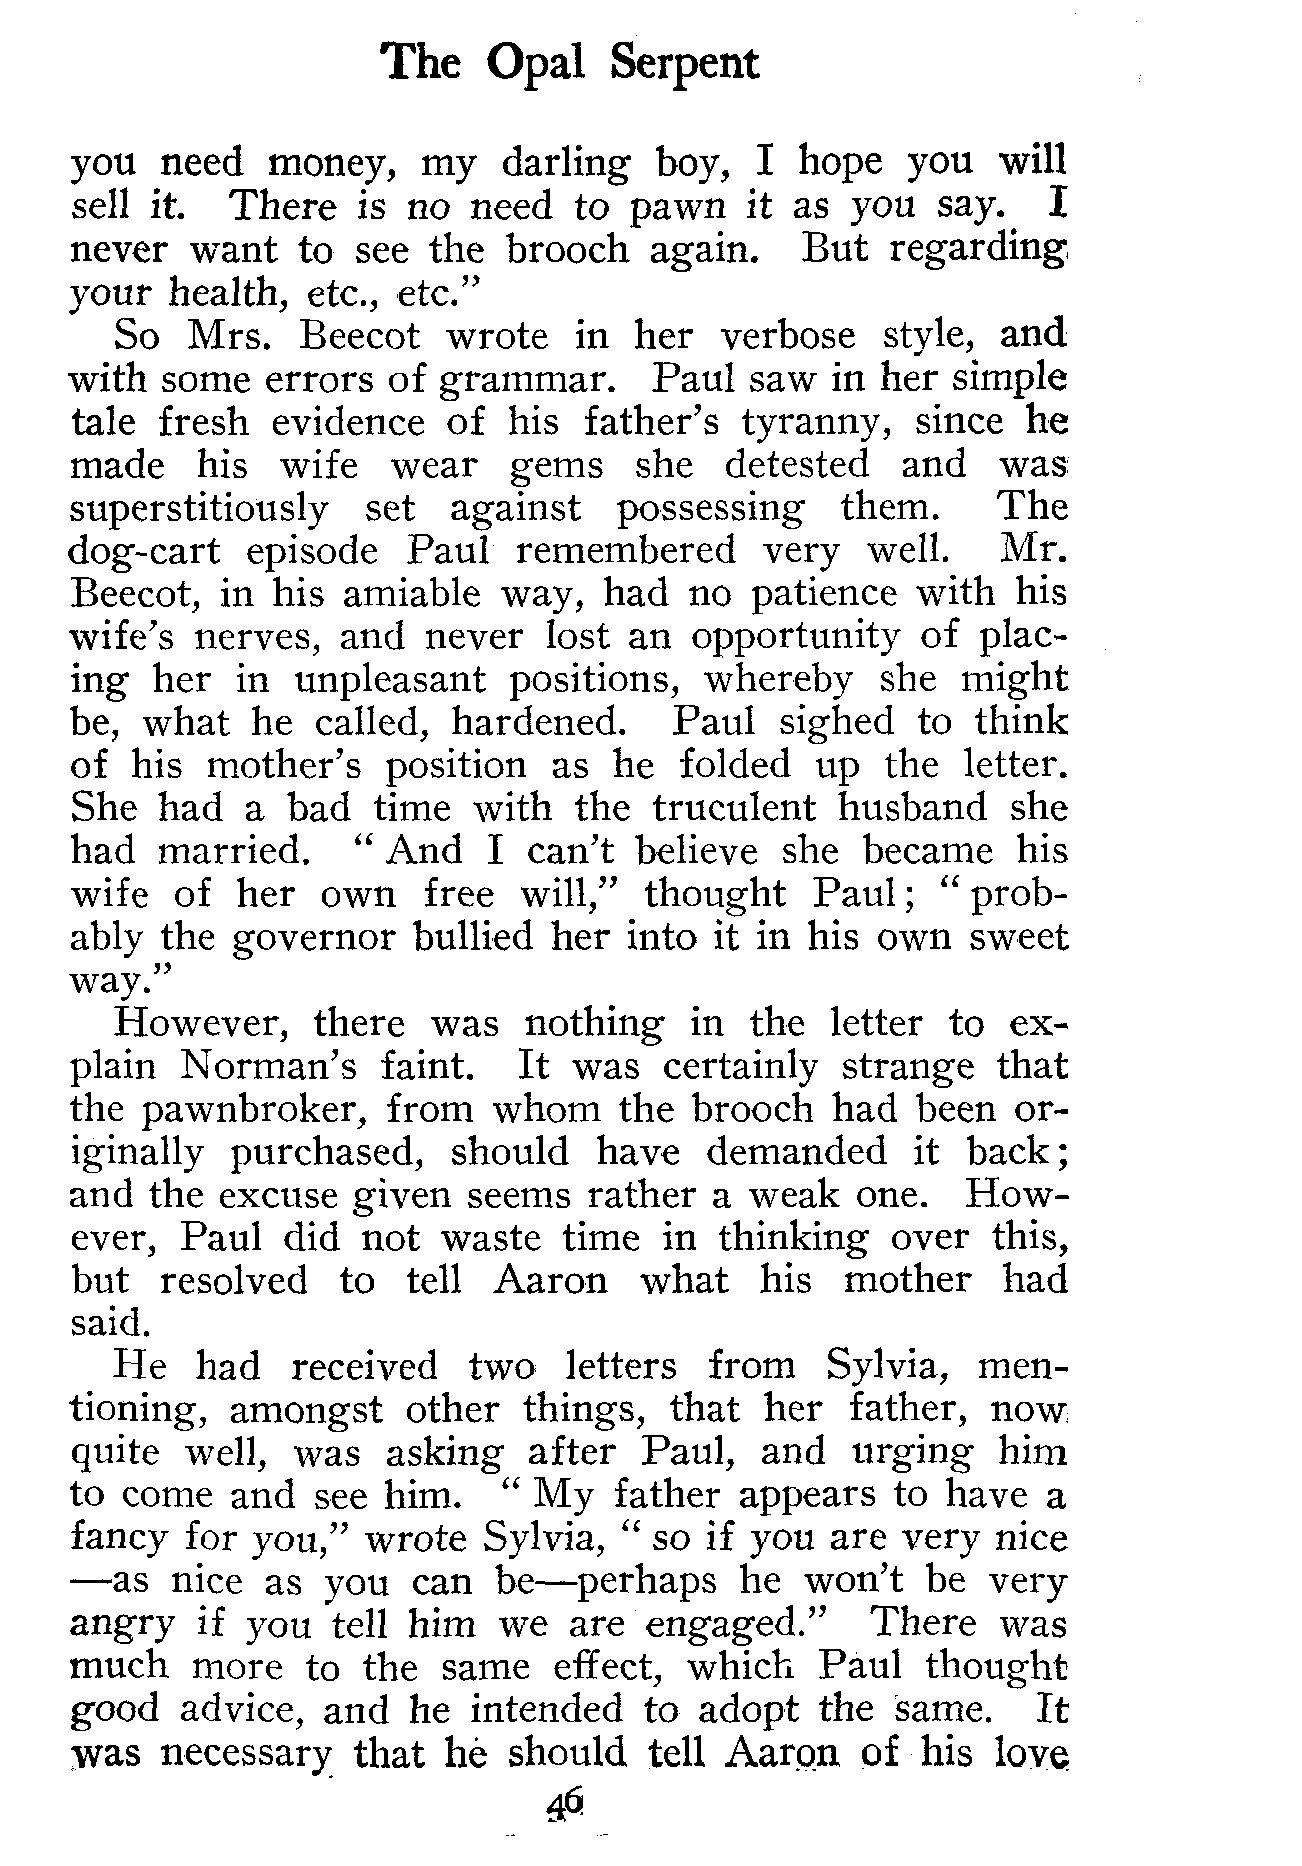 The Opal Serpent
you need money, my darling boy, I hope you will
sell it. There is no need to pawn it as you say. I
never want to see the brooch again. But regarding
your health, etc., etc.”
So Mrs. Beecot wrote in her verbose style, and
with some errors of grammar. Paul saw in her simple
tale fresh evidence of his father’s tyranny, since he
made his wife wear gems she detested and was
superstitiously set against possessing them. The
dog-cart episode Paul remembered very well. Mr.
Beecot, in his amiable way, had no patience with his
wife’s nerves, and never lost an opportunity of plac-
ing her in unpleasant positions, whereby she might
be, what he called, hardened. Paul sighed to think
of his mother’s position as he folded up the letter.
She had a bad time with the truculent husband she
had married. “ And I can’t believe she became his
wife of her own free will,” thought Paul; “ prob-
ably the governor bullied her into it in his own sweet
way.”
However, there was nothing in the letter to ex-
plain Norman’s faint. It was certainly strange that
the pawnbroker, from whom the brooch had been or-
iginally purchased, should have demanded it back;
and the excuse given seems rather a weak one. How-
ever, Paul did not waste time in thinking over this,
but resolved to tell Aaron what his mother had
said.
He had received two letters from Sylvia, men-
tioning, amongst other things, that her father, now
quite well, was asking after Paul, and urging him
to come and see him. “ My father appears to have a
fancy for you,” wrote Sylvia, “ so if you are very nice
—as nice as you can be—perhaps he won’t be very
angry if you tell him we are engaged.” There was
much more to the same effect, which Paul thought
good advice, and he intended to adopt the same. It
was necessary that he should tell Aaron of his love
46